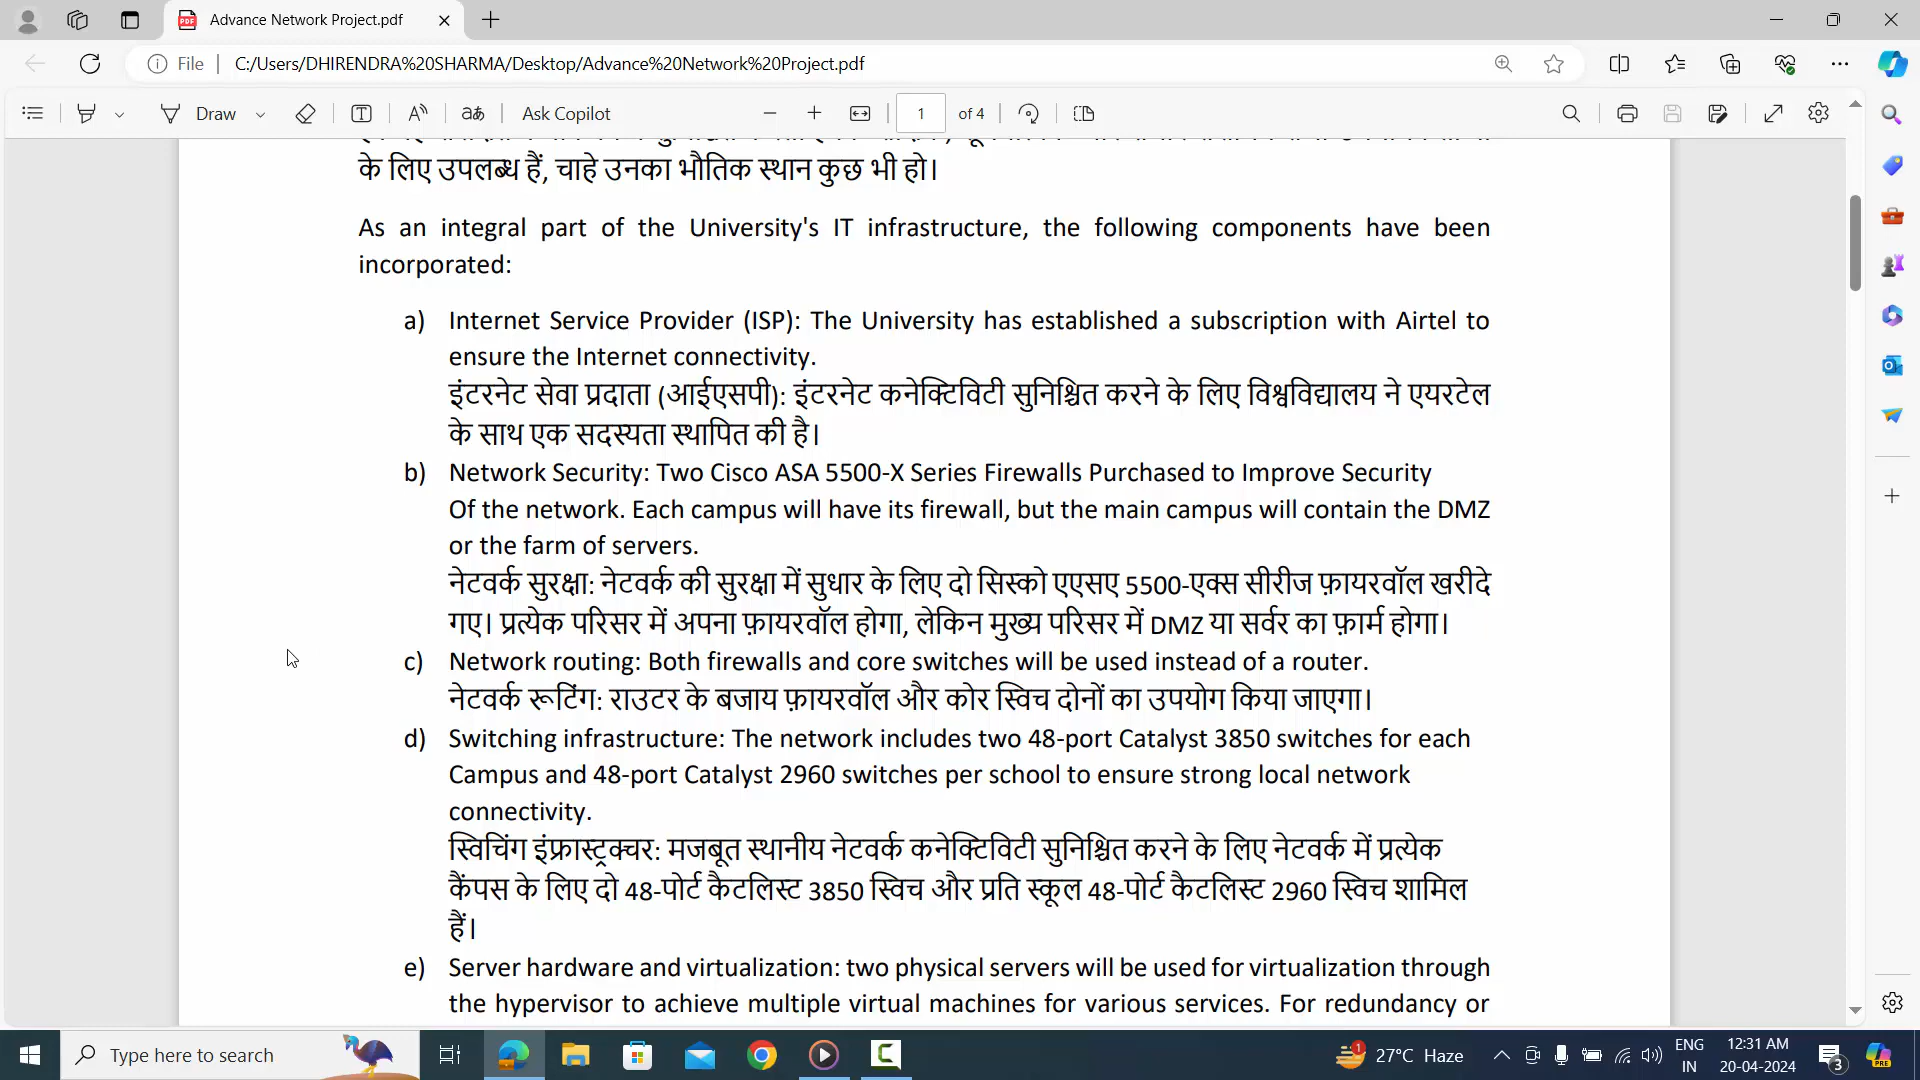 Advance Network Project.pdf
File
C:/Users/DHIRENDRA%20SHARMA/Desktop/Advance%20Network%20Project.pdf
Draw
Ask Copilot
1
of 4
के लिए उपलब्ध हैं, चाहे उनका भौतिक स्थान कुछ भी हो।
As an integral part of the University's IT infrastructure, the following components have been
incorporated:
a) Internet Service Provider (ISP): The University has established a subscription with Airtel to
ensure the Internet connectivity.
इंटरनेट सेवा प्रदाता (आईएसपी): इंटरनेट कनेक्टिविटी सुनिश्चित करने के लिए विश्वविद्यालय ने एयरटेल
के साथ एक सदस्यता स्थापित की है।
b) Network Security: Two Cisco ASA 5500-X Series Firewalls Purchased to Improve Security
Of the network. Each campus will have its firewall, but the main campus will contain the DMZ
or the farm of servers.
नेटवर्क सुरक्षा: नेटवर्क की सुरक्षा में सुधार के लिए दो सिस्को एएसए 5500-एक्स सीरीज फ़ायरवॉल खरीदे
गए। प्रत्येक परिसर में अपना फ़ायरवॉल होगा, लेकिन मुख्य परिसर में DMZ या सर्वर का फ़ार्म होगा।
c) Network routing: Both firewalls and core switches will be used instead of a router.
नेटवर्क रूटिंग: राउटर के बजाय फ़ायरवॉल और कोर स्विच दोनों का उपयोग किया जाएगा।
d) Switching infrastructure: The network includes two 48-port Catalyst 3850 switches for each
Campus and 48-port Catalyst 2960 switches per school to ensure strong local network
connectivity.
स्विचिंग इंफ्रास्ट्रक्चर: मजबूत स्थानीय नेटवर्क कनेक्टिविटी सुनिश्चित करने के लिए नेटवर्क में प्रत्येक
कैंपस के लिए दो 48-पोर्ट कैटलिस्ट 3850 स्विच और प्रति स्कूल 48-पोर्ट कैटलिस्ट 2960 स्विच शामिल
हैं।
e) Server hardware and virtualization: two physical servers will be used for virtualization through
the hypervisor to achieve multiple virtual machines for various services. For redundancy or
Type here to search
1
27°C Haze
ENG
IN
12:31 AM
20-04-2024
3